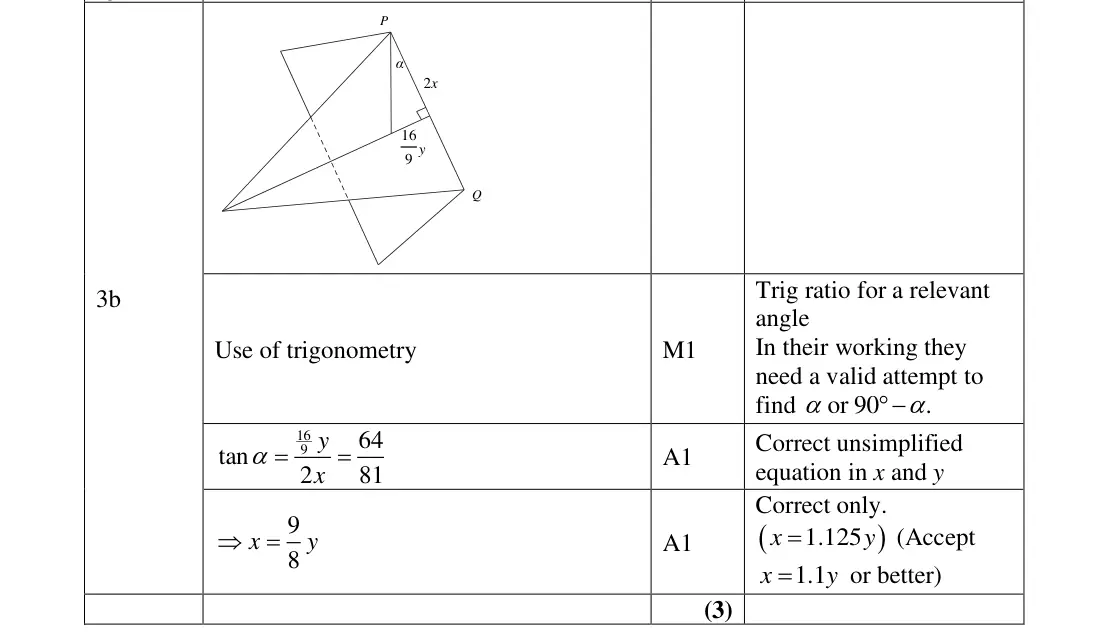 P
α
2x
16/9 y
Q
3b
Use of trigonometry
M1
Trig ratio for a relevant
angle
In their working they
need a valid attempt to
find α or 90° − α.
tan α = (16/9 y)/(2x) = 64/81
A1
Correct unsimplified
equation in x and y
⇒ x = 9/8 y
A1
Correct only.
(x = 1.125y) (Accept
x = 1.1y or better)
(3)